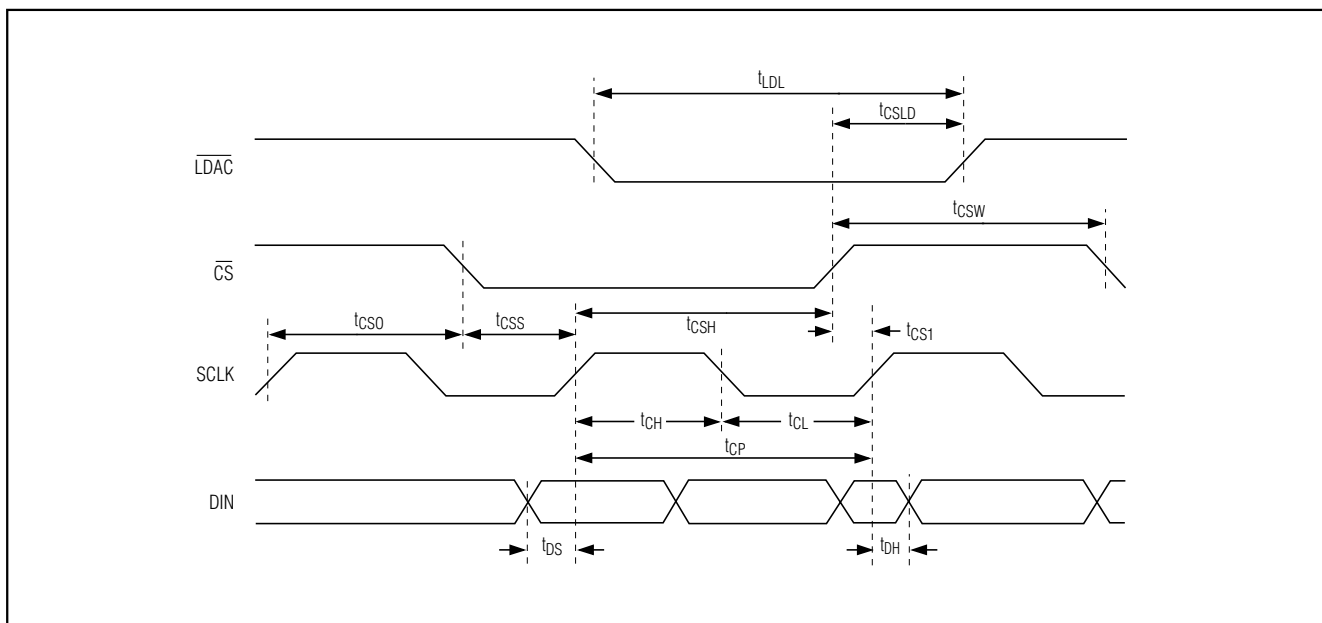 tLDL
tCSLD
LDAC
tCSW
CS
tCSO
tCSS
tCSH
tCS1
SCLK
tCH
tCL
tCP
DIN
tDS
tDH